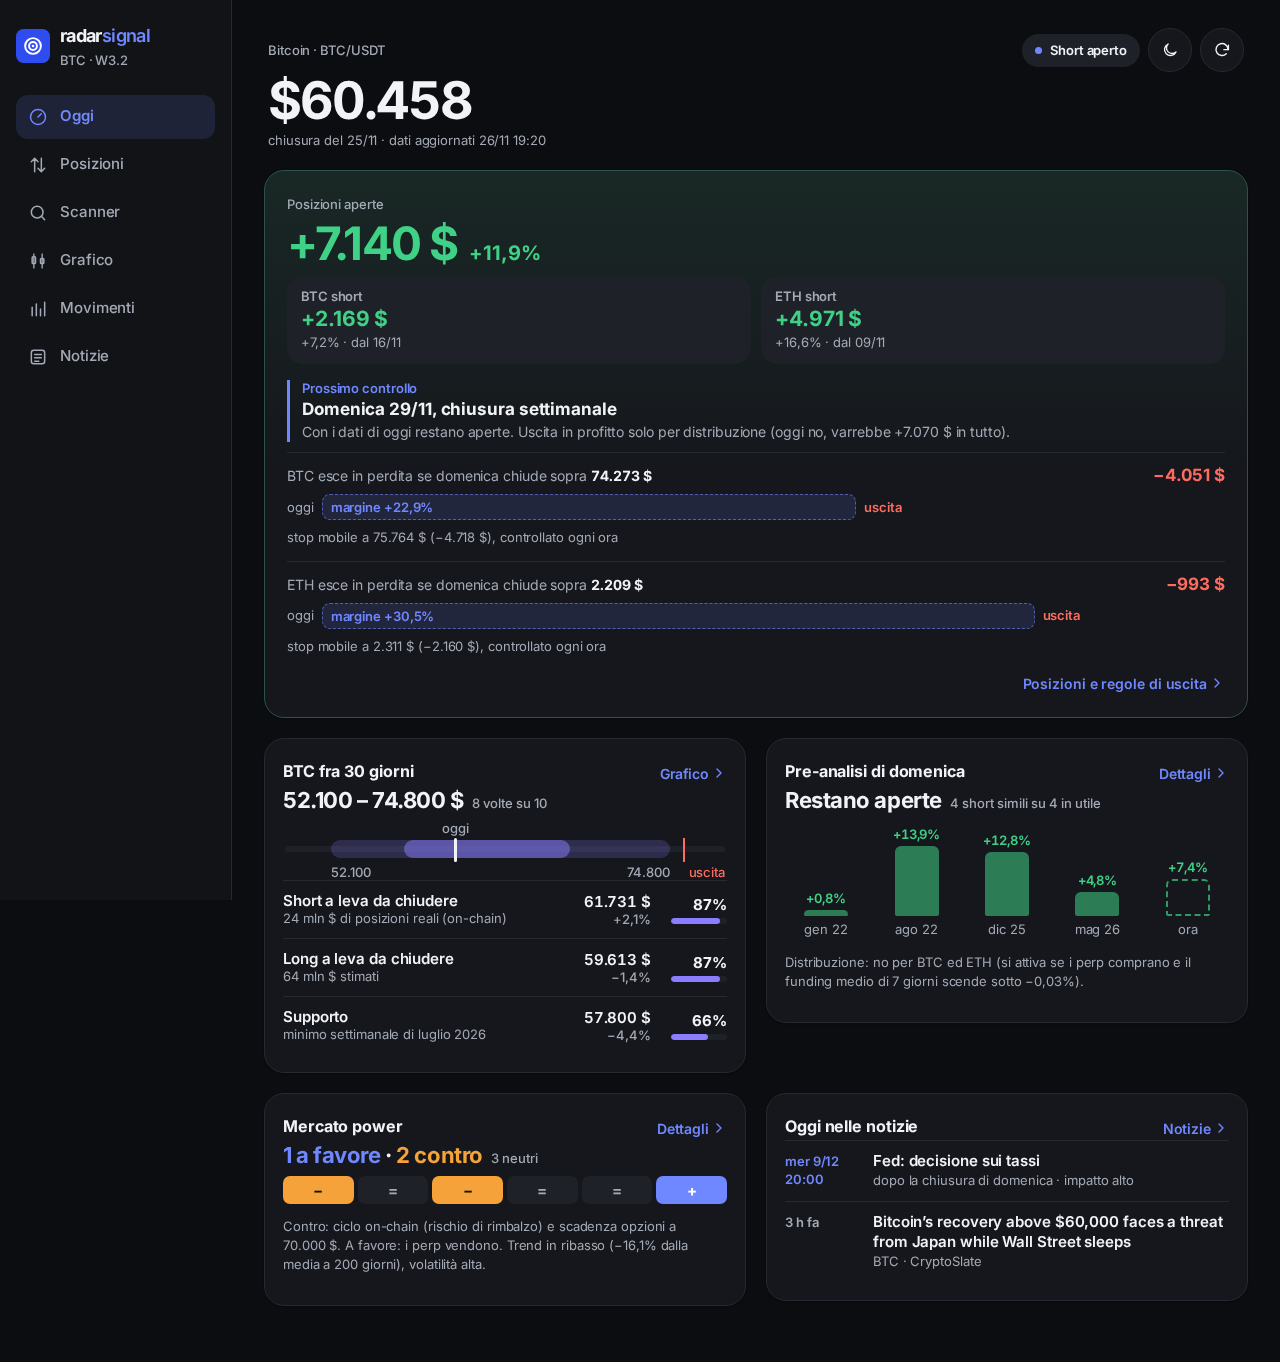 radarsignal
BTC · W3.2
Oggi
Posizioni
Scanner
Grafico
Movimenti
Notizie
Bitcoin · BTC/USDT
Short aperto
$60.458
chiusura del 25/11 · dati aggiornati 26/11 19:20
Posizioni aperte
+7.140 $ +11,9%
BTC short
+2.169 $
+7,2% · dal 16/11
ETH short
+4.971 $
+16,6% · dal 09/11
Prossimo controllo
Domenica 29/11, chiusura settimanale
Con i dati di oggi restano aperte. Uscita in profitto solo per distribuzione (oggi no, varrebbe +7.070 $ in tutto).
BTC esce in perdita se domenica chiude sopra 74.273 $ −4.051 $
oggi margine +22,9% uscita
stop mobile a 75.764 $ (−4.718 $), controllato ogni ora
ETH esce in perdita se domenica chiude sopra 2.209 $ −993 $
oggi margine +30,5% uscita
stop mobile a 2.311 $ (−2.160 $), controllato ogni ora
Posizioni e regole di uscita
BTC fra 30 giorni Grafico
52.100 – 74.800 $ 8 volte su 10
oggi
52.100 74.800 uscita
Short a leva da chiudere 61.731 $ 87%
24 mln $ di posizioni reali (on-chain) +2,1%
Long a leva da chiudere 59.613 $ 87%
64 mln $ stimati −1,4%
Supporto 57.800 $ 66%
minimo settimanale di luglio 2026 −4,4%
Pre-analisi di domenica Dettagli
Restano aperte 4 short simili su 4 in utile
+0,8% +13,9% +12,8% +4,8% +7,4%
gen 22 ago 22 dic 25 mag 26 ora
Distribuzione: no per BTC ed ETH (si attiva se i perp comprano e il
funding medio di 7 giorni scende sotto −0,03%).
Mercato power Dettagli
1 a favore · 2 contro 3 neutri
− = − = = +
Contro: ciclo on-chain (rischio di rimbalzo) e scadenza opzioni a
70.000 $. A favore: i perp vendono. Trend in ribasso (−16,1% dalla
media a 200 giorni), volatilità alta.
Oggi nelle notizie Notizie
mer 9/12
20:00
Fed: decisione sui tassi
dopo la chiusura di domenica · impatto alto
3 h fa
Bitcoin’s recovery above $60,000 faces a threat
from Japan while Wall Street sleeps
BTC · CryptoSlate